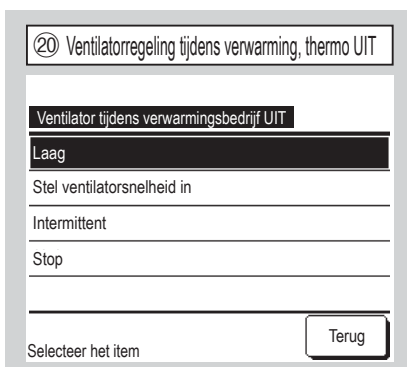 ⑳ Ventilatorregeling tijdens verwarming, thermo UIT
Ventilator tijdens verwarmingsbedrijf UIT
Laag
Stel ventilatorsnelheid in
Intermittent
Stop
Terug
Selecteer het item